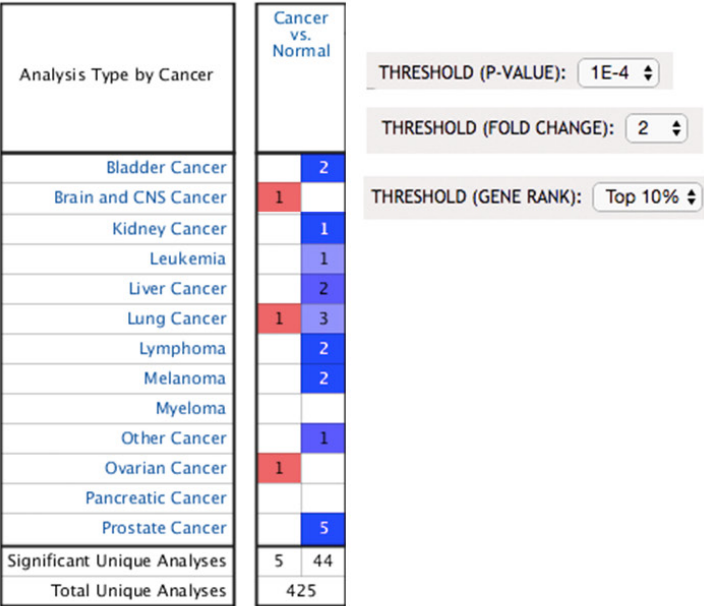 Analysis Type by Cancer
Cancer
vs.
Normal
Bladder Cancer 2
Brain and CNS Cancer 1
Kidney Cancer 1
Leukemia 1
Liver Cancer 2
Lung Cancer 1 3
Lymphoma 2
Melanoma 2
Myeloma
Other Cancer 1
Ovarian Cancer 1
Pancreatic Cancer
Prostate Cancer 5
Significant Unique Analyses 5 44
Total Unique Analyses 425
THRESHOLD (P-VALUE): 1E-4
THRESHOLD (FOLD CHANGE): 2
THRESHOLD (GENE RANK): Top 10%